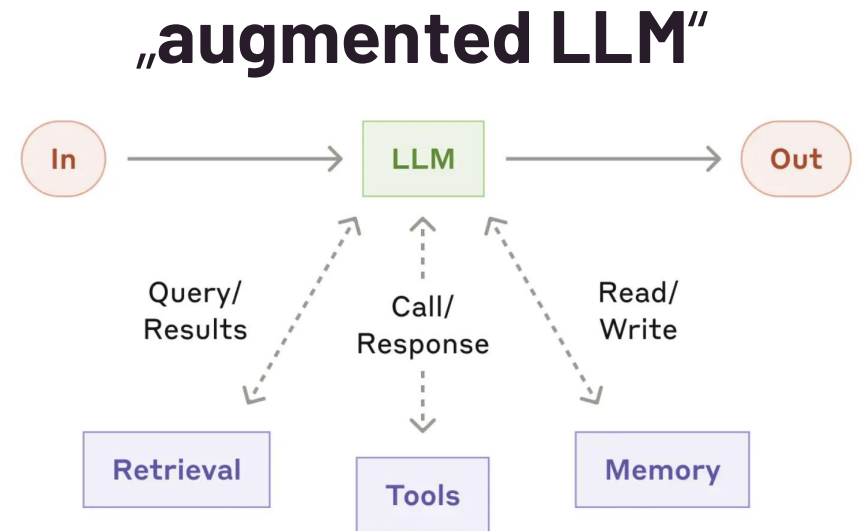 „augmented LLM“
In
LLM
Out
Query/
Results
Call/
Response
Read/
Write
Retrieval
Tools
Memory